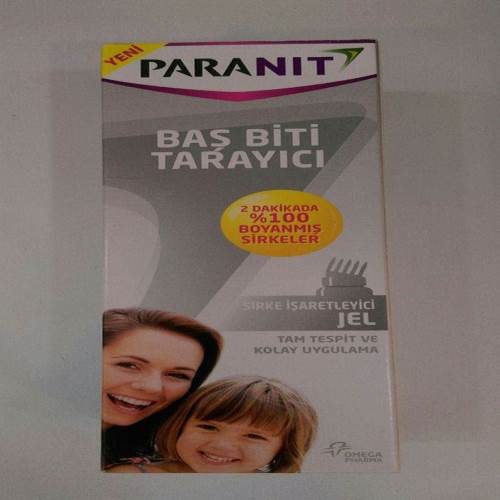 YENİ
PARANIT
BAŞ BİTİ
TARAYICI
2 DAKİKADA
%100
BOYANMIŞ
SİRKELER
SİRKE İŞARETLEYİCİ
JEL
TAM TESPİT VE
KOLAY UYGULAMA
OMEGA
PHARMA